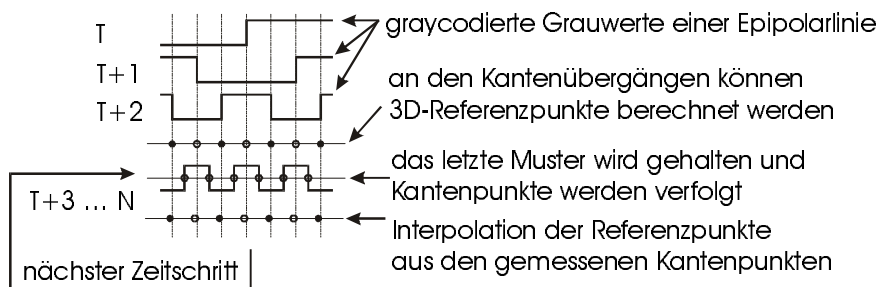 T
graycodierte Grauwerte einer Epipolarlinie
T+1
an den Kantenübergängen können
T+2
3D-Referenzpunkte berechnet werden
das letzte Muster wird gehalten und
T+3 ... N
Kantenpunkte werden verfolgt
Interpolation der Referenzpunkte
nächster Zeitschritt
aus den gemessenen Kantenpunkten